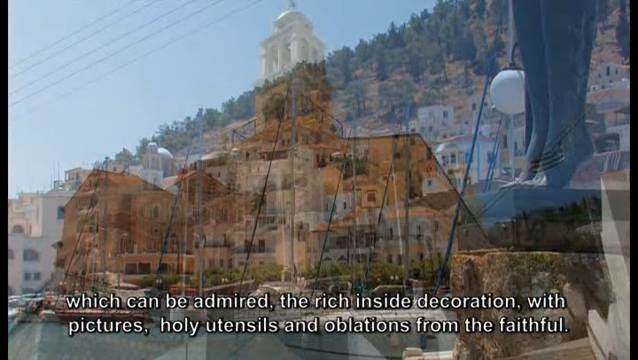 which can be admired, the rich inside decoration, with
pictures,  holy utensils and oblations from the faithful.